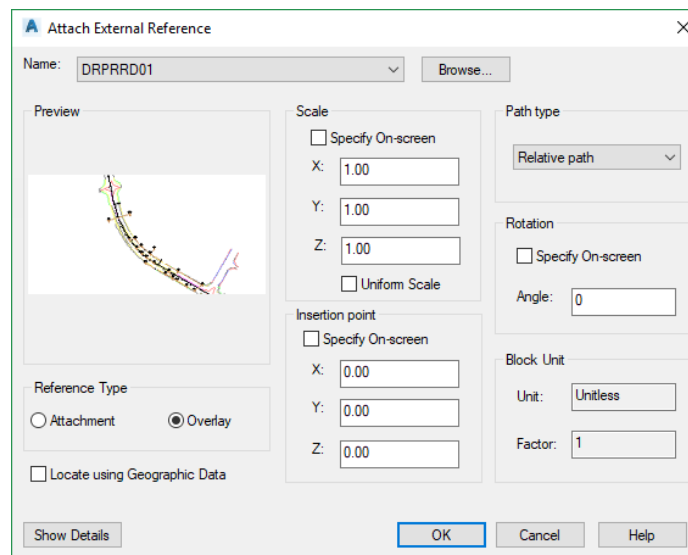 Attach External Reference
Name:
DRPRRD01
Browse...
Preview
Reference Type
Attachment
Overlay
Locate using Geographic Data
Scale
Specify On-screen
X: 1.00
Y: 1.00
Z: 1.00
Uniform Scale
Insertion point
Specify On-screen
X: 0.00
Y: 0.00
Z: 0.00
Path type
Relative path
Rotation
Specify On-screen
Angle: 0
Block Unit
Unit: Unitless
Factor: 1
Show Details
OK
Cancel
Help